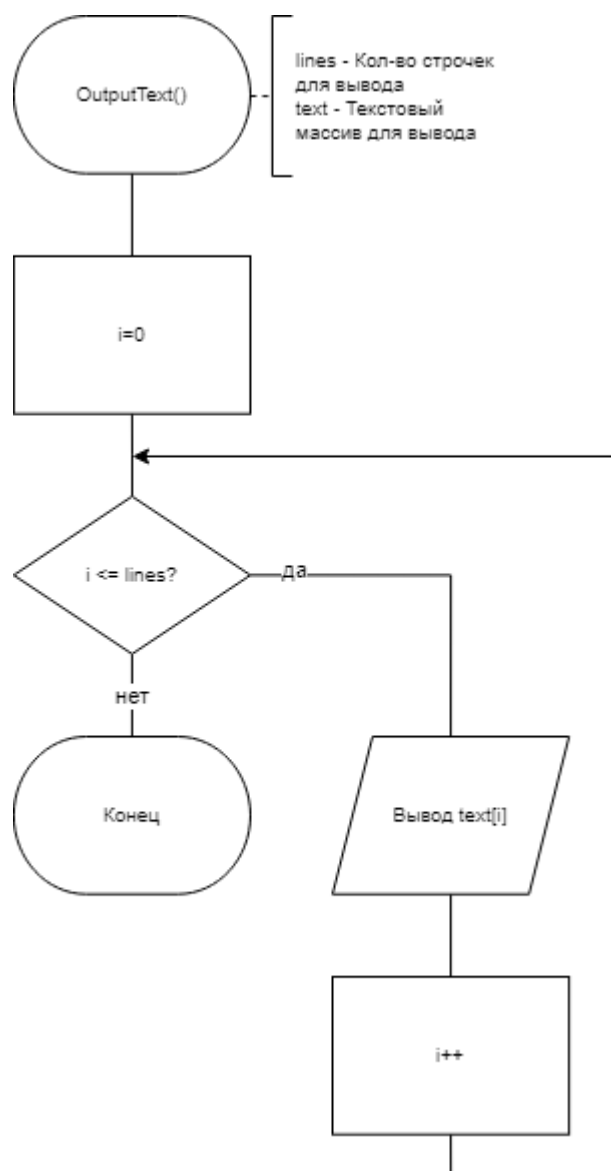 OutputText()
lines - Кол-во строчек
для вывода
text - Текстовый
массив для вывода
i=0
i <= lines?
да
нет
Конец
Вывод text[i]
i++